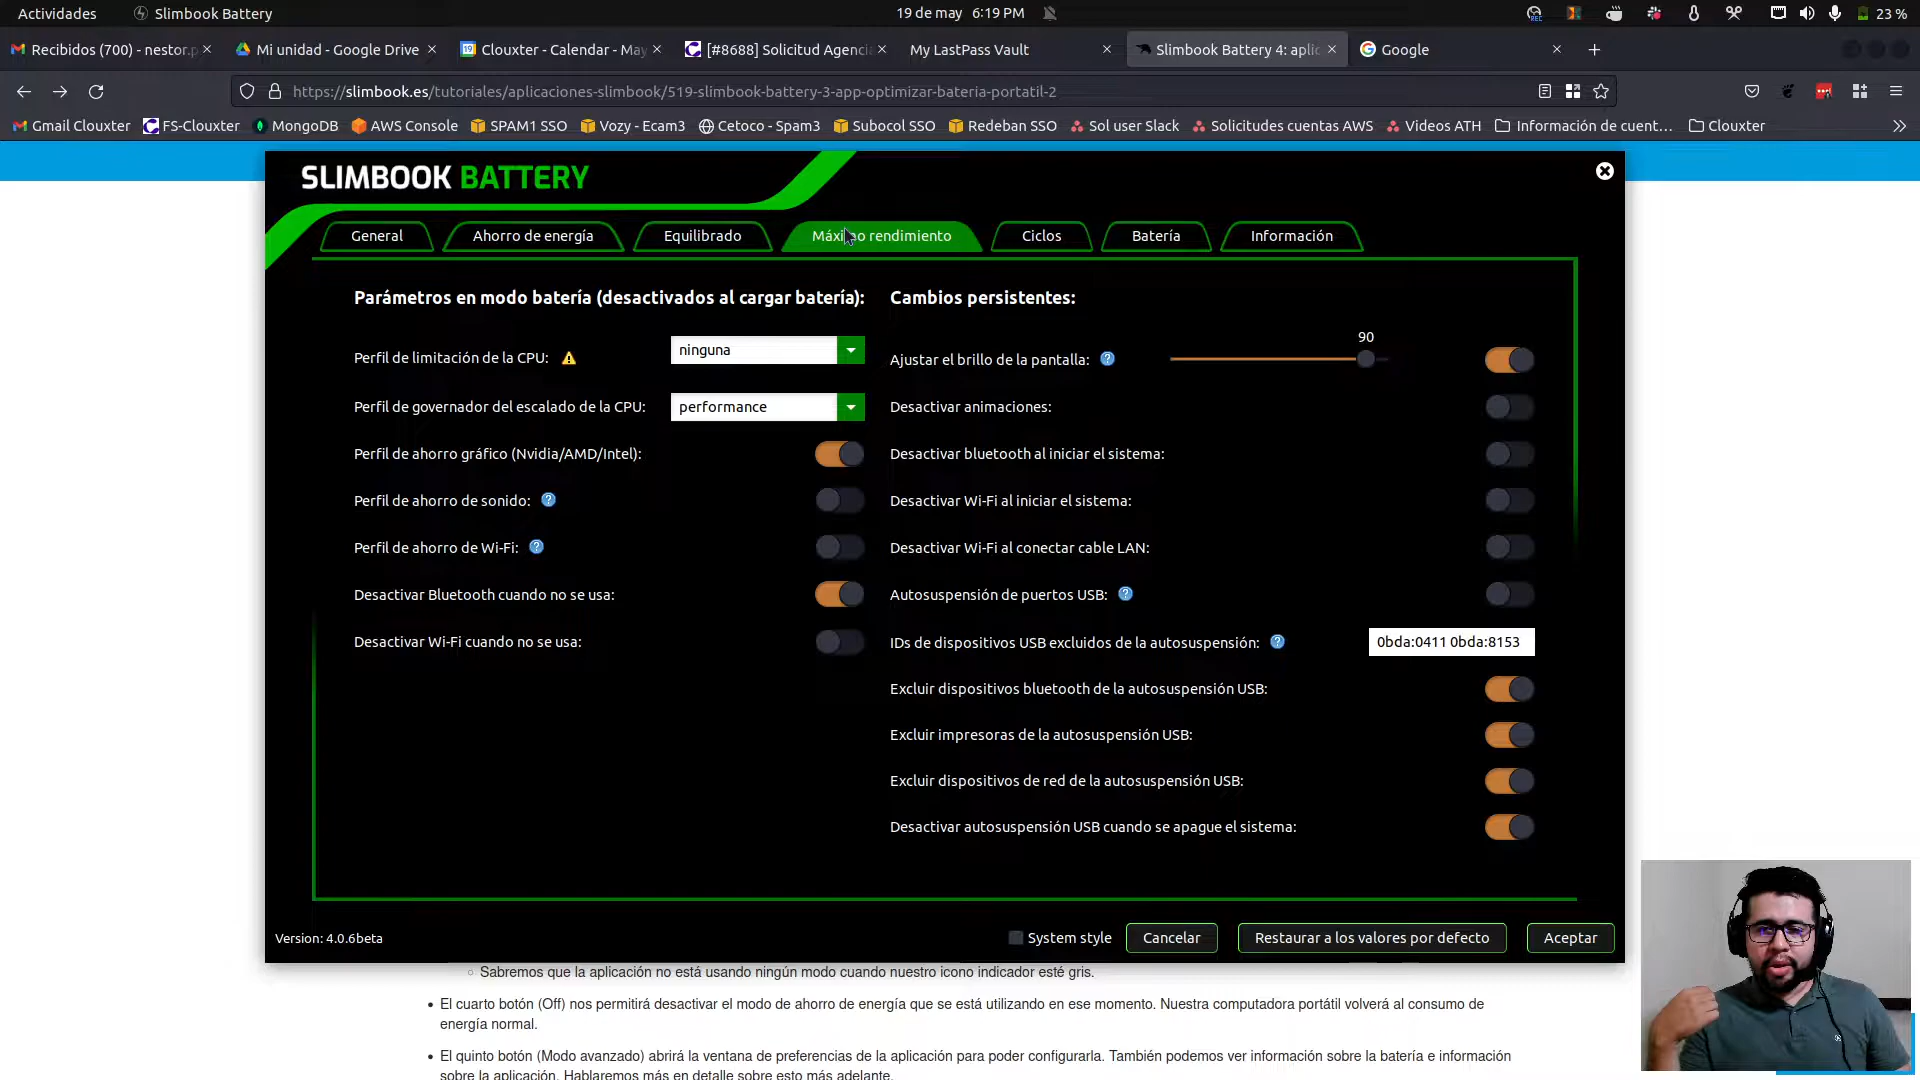 Actividades
Slimbook Battery
19 de may 6:19 PM
REC
23 %
Recibidos (700) - nestor.p
Mi unidad - Google Drive
Clouxter - Calendar - May
[#8688] Solicitud Agencia
My LastPass Vault
Slimbook Battery 4: aplic
Google
https://slimbook.es/tutoriales/aplicaciones-slimbook/519-slimbook-battery-3-app-optimizar-bateria-portatil-2
Gmail Clouxter
FS-Clouxter
MongoDB
AWS Console
SPAM1 SSO
Vozy - Ecam3
Cetoco - Spam3
Subocol SSO
Redeban SSO
Sol user Slack
Solicitudes cuentas AWS
Videos ATH
Información de cuent…
Clouxter
SLIMBOOK BATTERY
General
Ahorro de energía
Equilibrado
Máximo rendimiento
Ciclos
Batería
Información
Parámetros en modo batería (desactivados al cargar batería):
Perfil de limitación de la CPU:
ninguna
Perfil de governador del escalado de la CPU:
performance
Perfil de ahorro gráfico (Nvidia/AMD/Intel):
Perfil de ahorro de sonido:
Perfil de ahorro de Wi-Fi:
Desactivar Bluetooth cuando no se usa:
Desactivar Wi-Fi cuando no se usa:
Cambios persistentes:
90
Ajustar el brillo de la pantalla:
Desactivar animaciones:
Desactivar bluetooth al iniciar el sistema:
Desactivar Wi-Fi al iniciar el sistema:
Desactivar Wi-Fi al conectar cable LAN:
Autosuspensión de puertos USB:
IDs de dispositivos USB excluidos de la autosuspensión:
0bda:0411 0bda:8153
Excluir dispositivos bluetooth de la autosuspensión USB:
Excluir impresoras de la autosuspensión USB:
Excluir dispositivos de red de la autosuspensión USB:
Desactivar autosuspensión USB cuando se apague el sistema:
Version: 4.0.6beta
System style
Cancelar
Restaurar a los valores por defecto
Aceptar
Sabremos que la aplicación no está usando ningún modo cuando nuestro icono indicador esté gris.
El cuarto botón (Off) nos permitirá desactivar el modo de ahorro de energía que se está utilizando en ese momento. Nuestra computadora portátil volverá al consumo de
energía normal.
El quinto botón (Modo avanzado) abrirá la ventana de preferencias de la aplicación para poder configurarla. También podemos ver información sobre la batería e información
sobre la aplicación. Hablaremos más en detalle sobre esto más adelante.